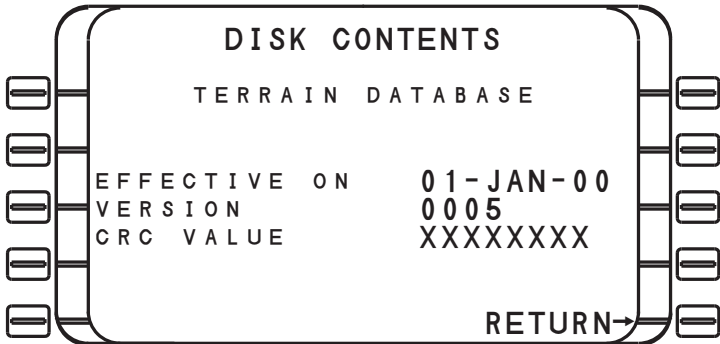 DISK CONTENTS
TERRAIN DATABASE
EFFECTIVE ON 01-JAN-00
VERSION 0005
CRC VALUE XXXXXXXX
RETURN→